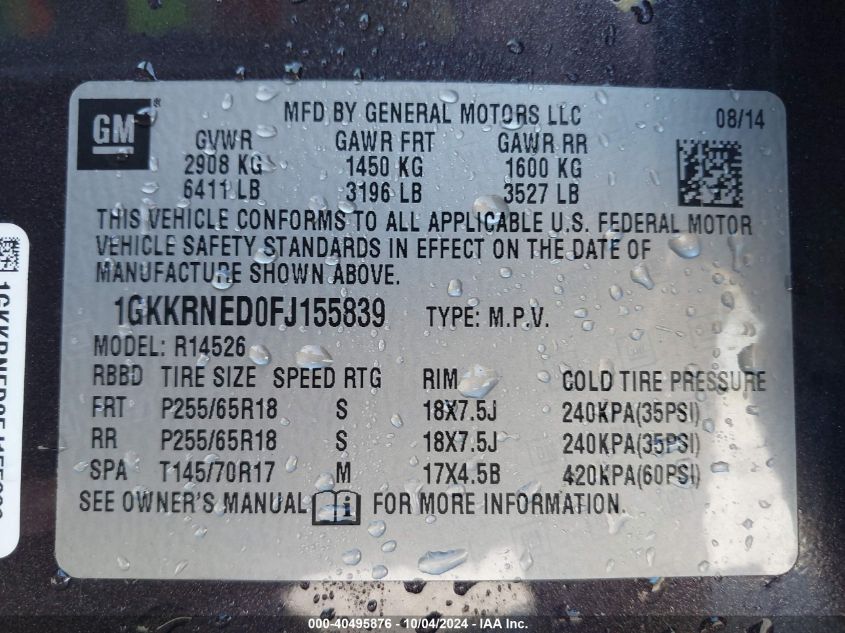 GM
MFD BY GENERAL MOTORS LLC 08/14
GVWR GAWR FRT GAWR RR
2908 KG 1450 KG 1600 KG
6411 LB 3196 LB 3527 LB
THIS VEHICLE CONFORMS TO ALL APPLICABLE U.S. FEDERAL MOTOR
VEHICLE SAFETY STANDARDS IN EFFECT ON THE DATE OF
MANUFACTURE SHOWN ABOVE.
1GKKRNED0FJ155839 TYPE: M.P.V.
MODEL: R14526
RBBD TIRE SIZE SPEED RTG RIM COLD TIRE PRESSURE
FRT P255/65R18 S 18X7.5J 240KPA(35PSI)
RR P255/65R18 S 18X7.5J 240KPA(35PSI)
SPA T145/70R17 M 17X4.5B 420KPA(60PSI)
SEE OWNER'S MANUAL i FOR MORE INFORMATION.
000-40495876 - 10/04/2024 - IAA Inc.